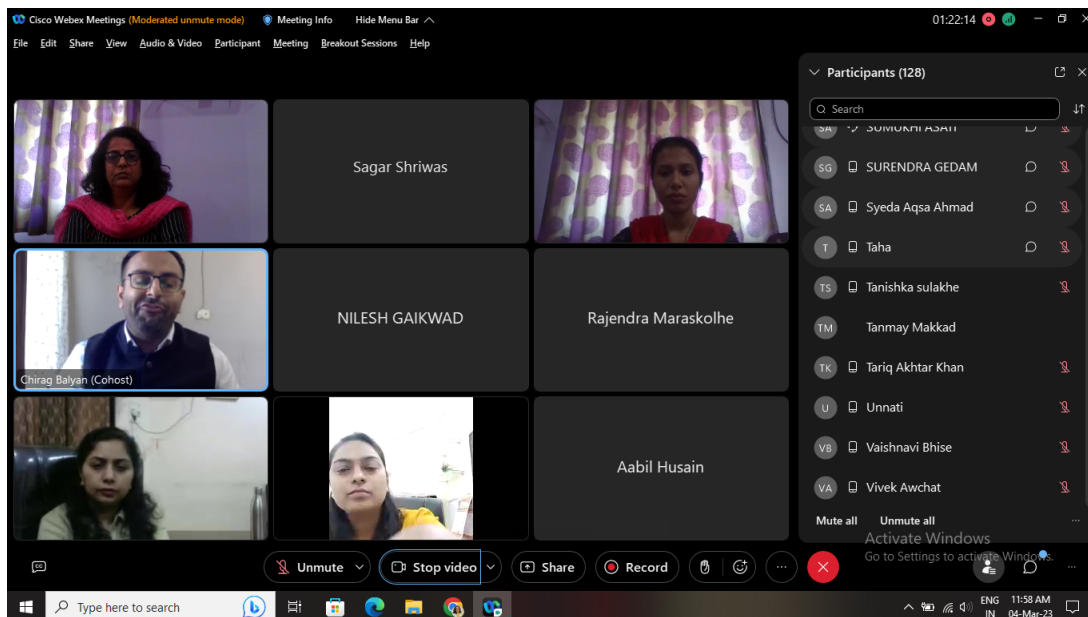 Cisco Webex Meetings (Moderated unmute mode) Meeting Info Hide Menu Bar 01:22:14
File Edit Share View Audio & Video Participant Meeting Breakout Sessions Help
Participants (128)
Search
SA SUMUKHI ASATI
SG SURENDRA GEDAM
SA Syeda Aqsa Ahmad
T Taha
TS Tanishka sulakhe
TM Tanmay Makkad
TK Tariq Akhtar Khan
U Unnati
VB Vaishnavi Bhise
VA Vivek Awchat
Mute all Unmute all
Sagar Shriwas
Chirag Balyan (Cohost)
NILESH GAIKWAD
Rajendra Maraskolhe
Aabil Husain
Activate Windows
Go to Settings to activate Windows.
CC Unmute Stop video Share Record
Type here to search
ENG 11:58 AM
IN 04-Mar-23